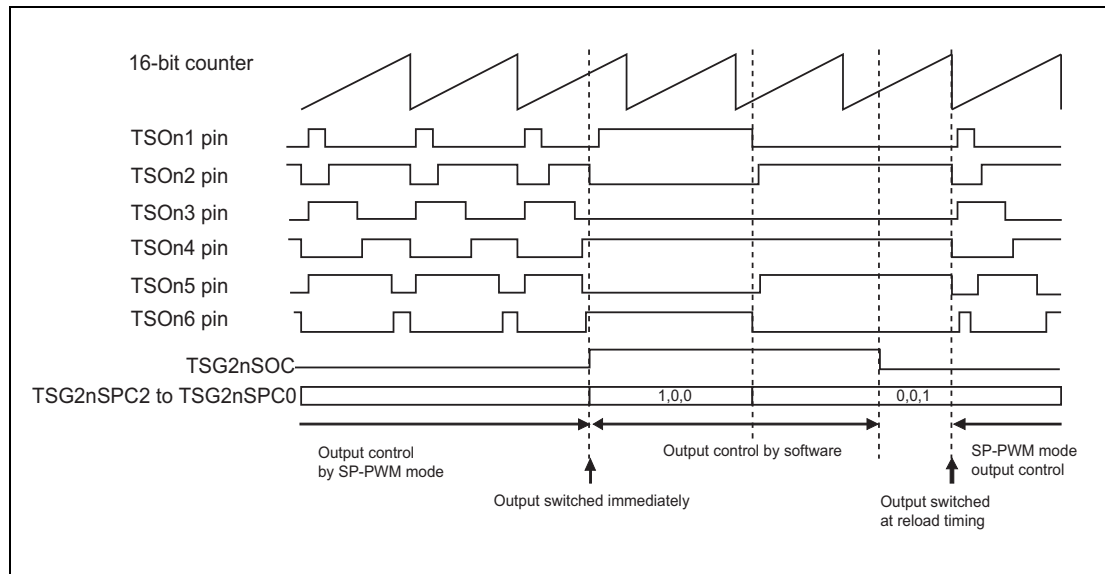 16-bit counter
TSOn1 pin
TSOn2 pin
TSOn3 pin
TSOn4 pin
TSOn5 pin
TSOn6 pin
TSG2nSOC
TSG2nSPC2 to TSG2nSPC0
1,0,0
0,0,1
Output control
by SP-PWM mode
Output control by software
SP-PWM mode
output control
Output switched immediately
Output switched
at reload timing